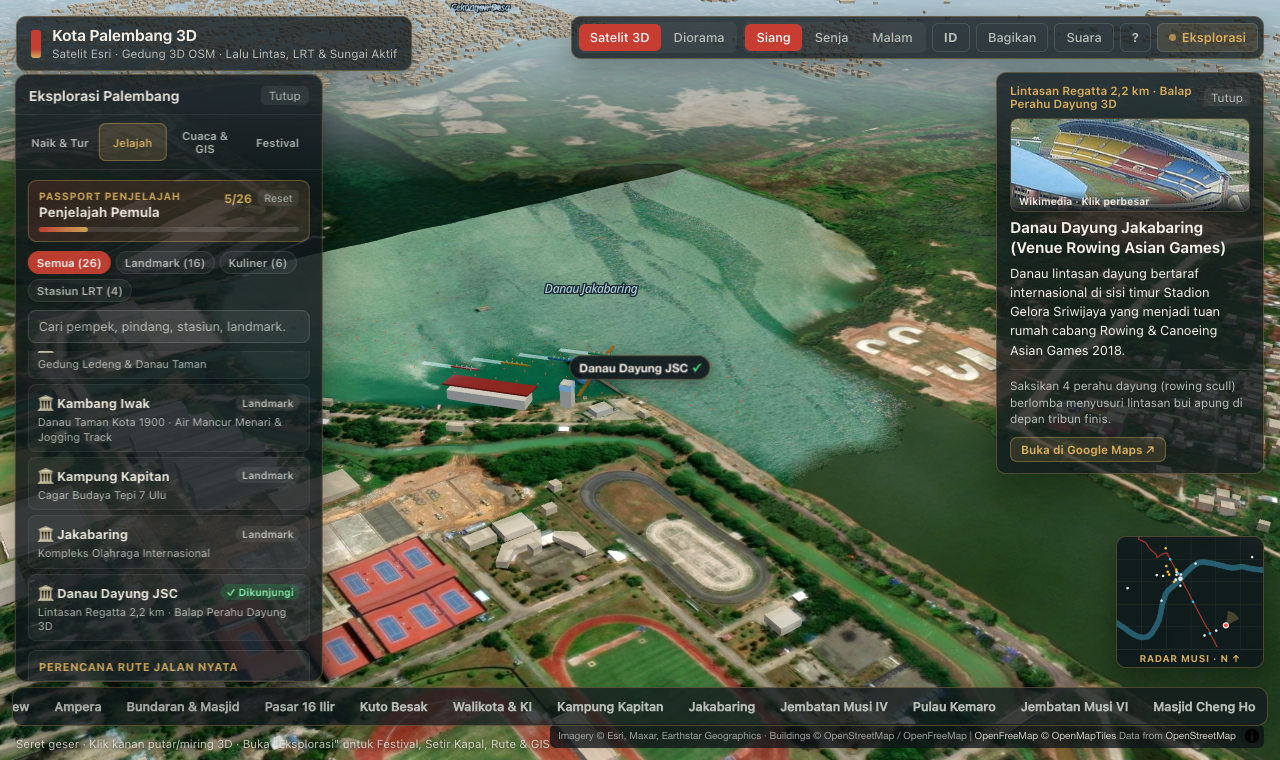 Cekungan Desa
Kota Palembang 3D
Satelit Esri · Gedung 3D OSM · Lalu Lintas, LRT & Sungai Aktif
Satelit 3D
Diorama
Siang
Senja
Malam
ID
Bagikan
Suara
?
Eksplorasi
Eksplorasi Palembang
Tutup
Naik & Tur
Jelajah
Cuaca &
GIS
Festival
PASSPORT PENJELAJAH
5/26
Reset
Penjelajah Pemula
Semua (26)
Landmark (16)
Kuliner (6)
Stasiun LRT (4)
Cari pempek, pindang, stasiun, landmark.
Gedung Ledeng & Danau Taman
Kambang Iwak
Landmark
Danau Taman Kota 1900 · Air Mancur Menari &
Jogging Track
Kampung Kapitan
Landmark
Cagar Budaya Tepi 7 Ulu
Jakabaring
Landmark
Kompleks Olahraga Internasional
Danau Dayung JSC
✓ Dikunjungi
Lintasan Regatta 2,2 km · Balap Perahu Dayung
3D
PERENCANA RUTE JALAN NYATA
Danau Jakabaring
Danau Dayung JSC ✓
Lintasan Regatta 2,2 km · Balap
Perahu Dayung 3D
Tutup
Wikimedia · Klik perbesar
Danau Dayung Jakabaring
(Venue Rowing Asian Games)
Danau lintasan dayung bertaraf
internasional di sisi timur Stadion
Gelora Sriwijaya yang menjadi tuan
rumah cabang Rowing & Canoeing
Asian Games 2018.
Saksikan 4 perahu dayung (rowing scull)
berlomba menyusuri lintasan bui apung di
depan tribun finis.
Buka di Google Maps ↗
RADAR MUSI · N ↑
ew
Ampera
Bundaran & Masjid
Pasar 16 Ilir
Kuto Besak
Walikota & KI
Kampung Kapitan
Jakabaring
Jembatan Musi IV
Pulau Kemaro
Jembatan Musi VI
Masjid Cheng Ho
Seret geser · Klik kanan putar/miring 3D · Buka "Eksplorasi" untuk Festival, Setir Kapal, Rute & GIS
Imagery © Esri, Maxar, Earthstar Geographics · Buildings © OpenStreetMap / OpenFreeMap | OpenFreeMap © OpenMapTiles Data from OpenStreetMap